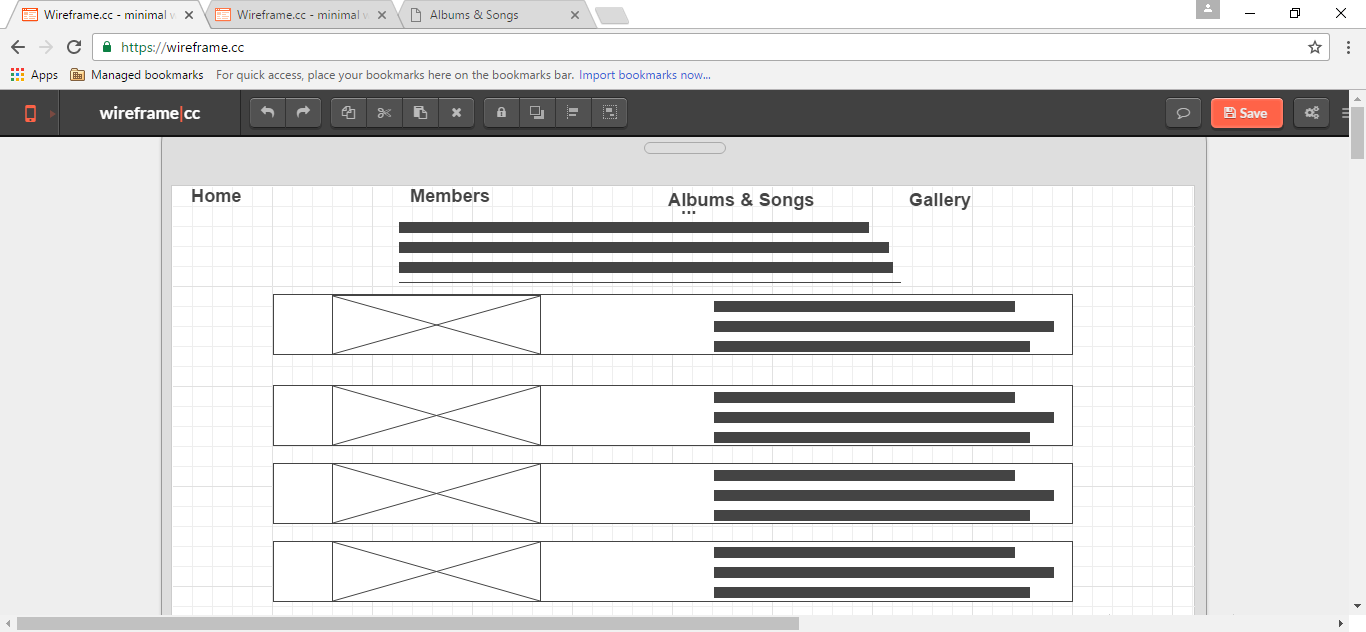 Wireframe.cc - minimal w
Wireframe.cc - minimal w
Albums & Songs
https://wireframe.cc
Apps
Managed bookmarks
For quick access, place your bookmarks here on the bookmarks bar.
Import bookmarks now...
wireframe|cc
Save
Home
Members
Albums & Songs
Gallery
...